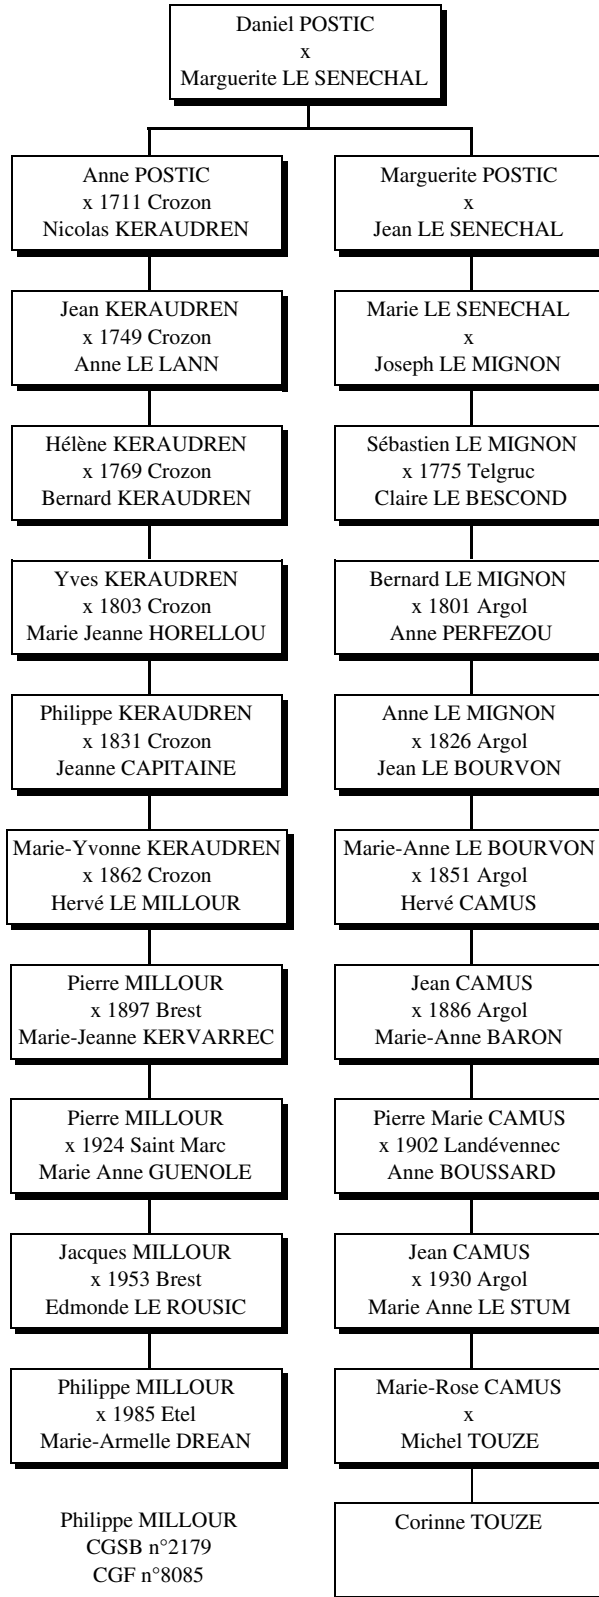 Daniel POSTIC
x
Marguerite LE SENECHAL
Anne POSTIC
x 1711 Crozon
Nicolas KERAUDREN
Marguerite POSTIC
x
Jean LE SENECHAL
Jean KERAUDREN
x 1749 Crozon
Anne LE LANN
Marie LE SENECHAL
x
Joseph LE MIGNON
Hélène KERAUDREN
x 1769 Crozon
Bernard KERAUDREN
Sébastien LE MIGNON
x 1775 Telgruc
Claire LE BESCOND
Yves KERAUDREN
x 1803 Crozon
Marie Jeanne HORELLOU
Bernard LE MIGNON
x 1801 Argol
Anne PERFEZOU
Philippe KERAUDREN
x 1831 Crozon
Jeanne CAPITAINE
Anne LE MIGNON
x 1826 Argol
Jean LE BOURVON
Marie-Yvonne KERAUDREN
x 1862 Crozon
Hervé LE MILLOUR
Marie-Anne LE BOURVON
x 1851 Argol
Hervé CAMUS
Pierre MILLOUR
x 1897 Brest
Marie-Jeanne KERVARREC
Jean CAMUS
x 1886 Argol
Marie-Anne BARON
Pierre MILLOUR
x 1924 Saint Marc
Marie Anne GUENOLE
Pierre Marie CAMUS
x 1902 Landévennec
Anne BOUSSARD
Jacques MILLOUR
x 1953 Brest
Edmonde LE ROUSIC
Jean CAMUS
x 1930 Argol
Marie Anne LE STUM
Philippe MILLOUR
x 1985 Etel
Marie-Armelle DREAN
Marie-Rose CAMUS
x
Michel TOUZE
Philippe MILLOUR
CGSB n°2179
CGF n°8085
Corinne TOUZE